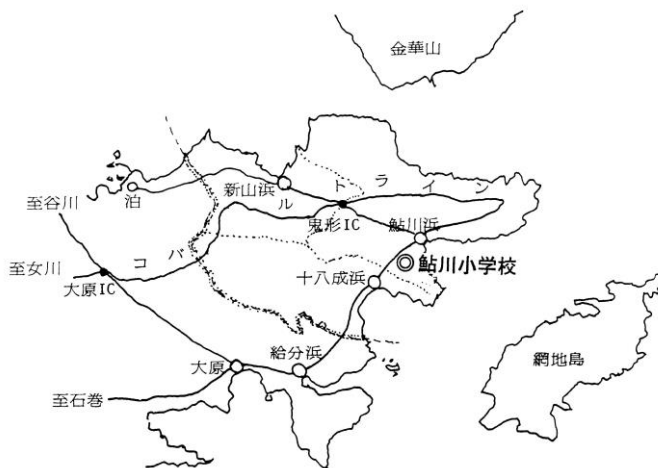 金華山
新山浜
コバルトライン
至谷川
泊
鬼形IC
鮎川浜
至女川
大原IC
十八成浜
◎鮎川小学校
大原
給分浜
網地島
至石巻